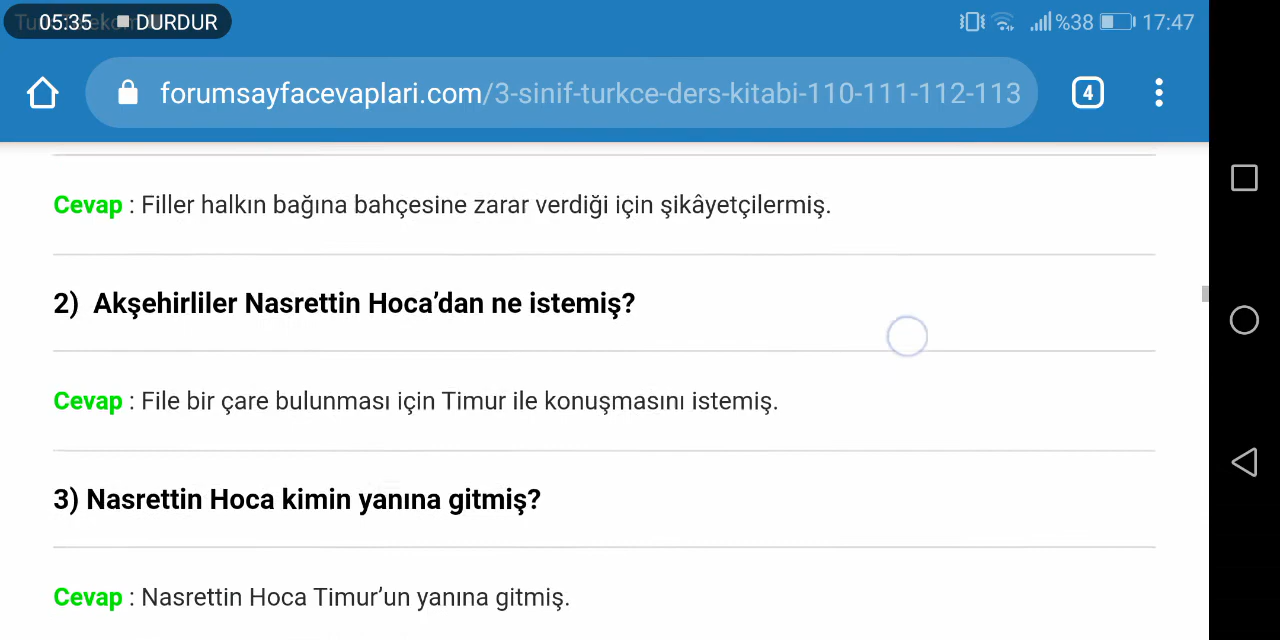 05:35 DURDUR %38 17:47
forumsayfacevaplari.com/3-sinif-turkce-ders-kitabi-110-111-112-113 4
Cevap : Filler halkın bağına bahçesine zarar verdiği için şikâyetçilermiş.
2) Akşehirliler Nasrettin Hoca’dan ne istemiş?
Cevap : File bir çare bulunması için Timur ile konuşmasını istemiş.
3) Nasrettin Hoca kimin yanına gitmiş?
Cevap : Nasrettin Hoca Timur’un yanına gitmiş.